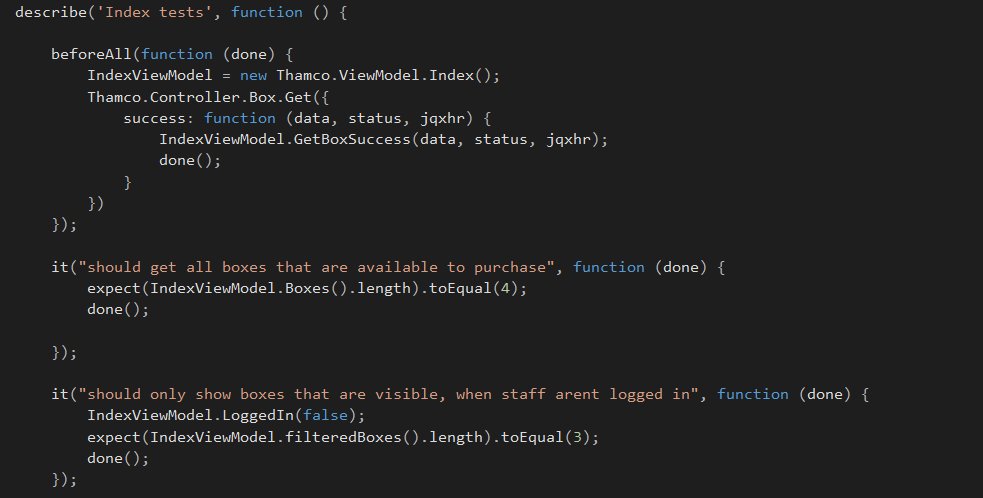 describe('Index tests', function () {
beforeAll(function (done) {
IndexViewModel = new Thamco.ViewModel.Index();
Thamco.Controller.Box.Get({
success: function (data, status, jqxhr) {
IndexViewModel.GetBoxSuccess(data, status, jqxhr);
done();
}
})
});
it("should get all boxes that are available to purchase", function (done) {
expect(IndexViewModel.Boxes().length).toEqual(4);
done();
});
it("should only show boxes that are visible, when staff arent logged in", function (done) {
IndexViewModel.LoggedIn(false);
expect(IndexViewModel.filteredBoxes().length).toEqual(3);
done();
});